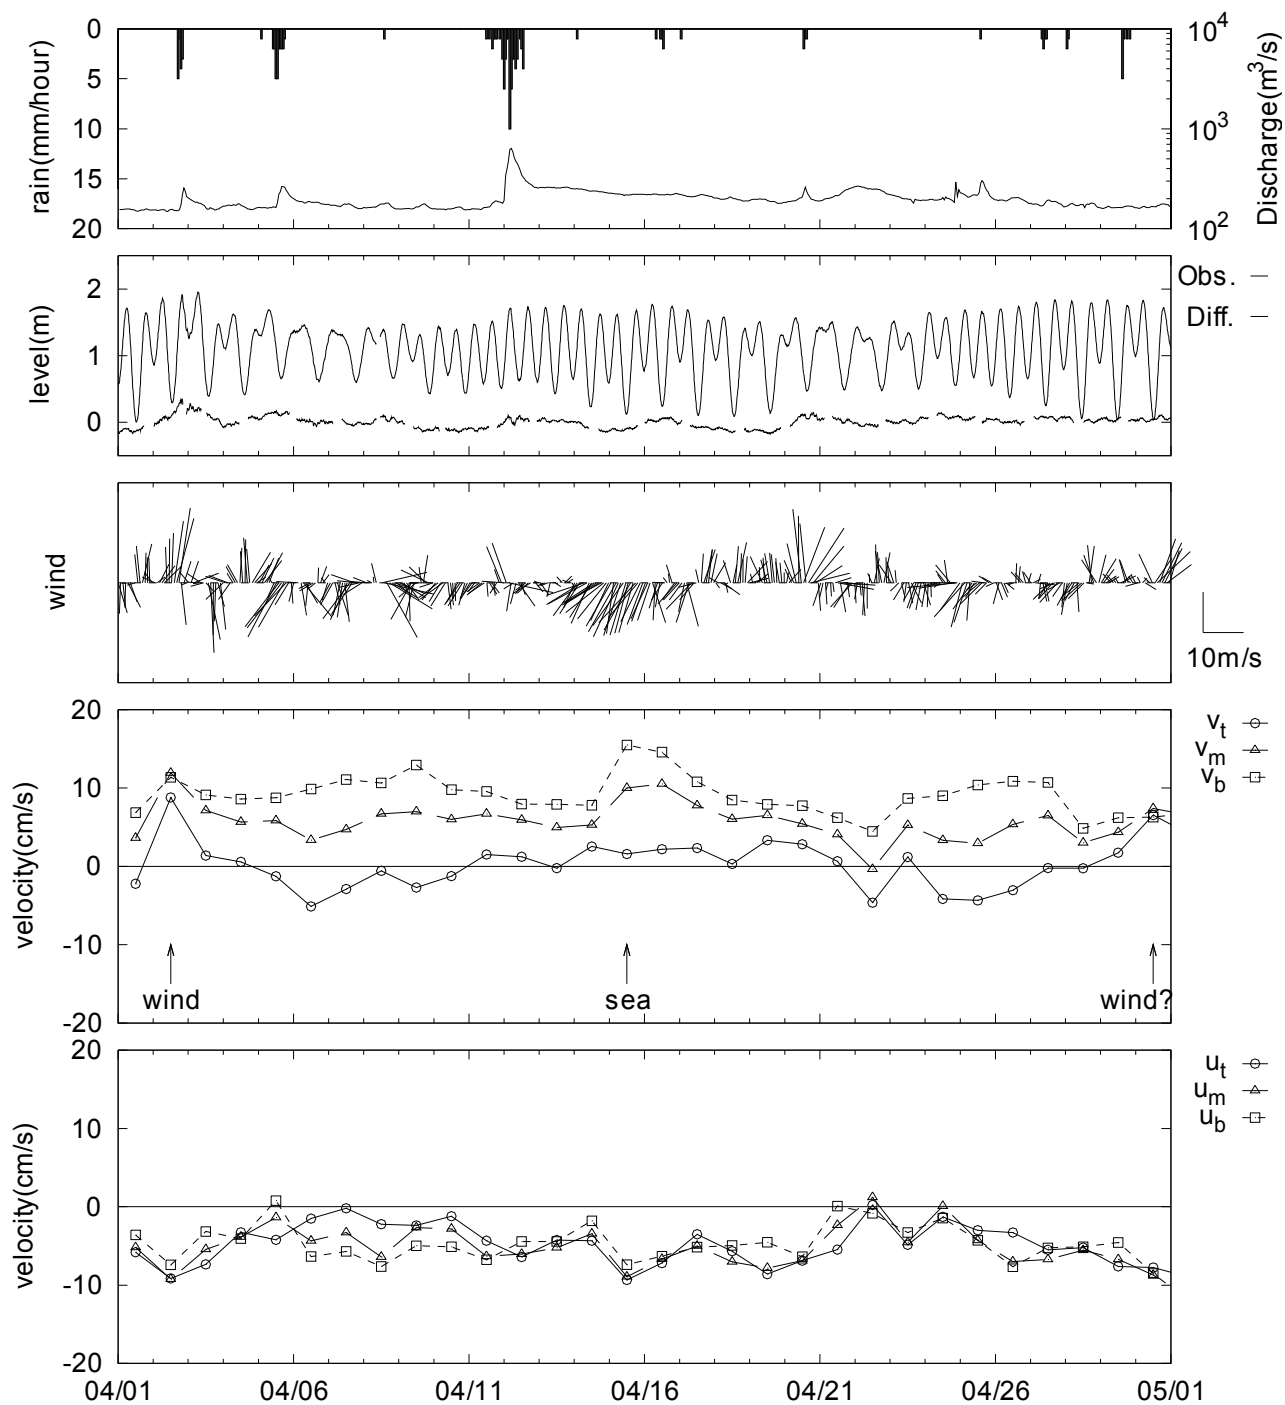 0
5
10
15
20
rain(mm/hour)
10^4
10^3
10^2
Discharge(m^3/s)
2
1
0
level(m)
Obs.
Diff.
wind
10m/s
20
10
0
-10
-20
velocity(cm/s)
v_t
v_m
v_b
wind
sea
wind?
20
10
0
-10
-20
velocity(cm/s)
u_t
u_m
u_b
04/01 04/06 04/11 04/16 04/21 04/26 05/01